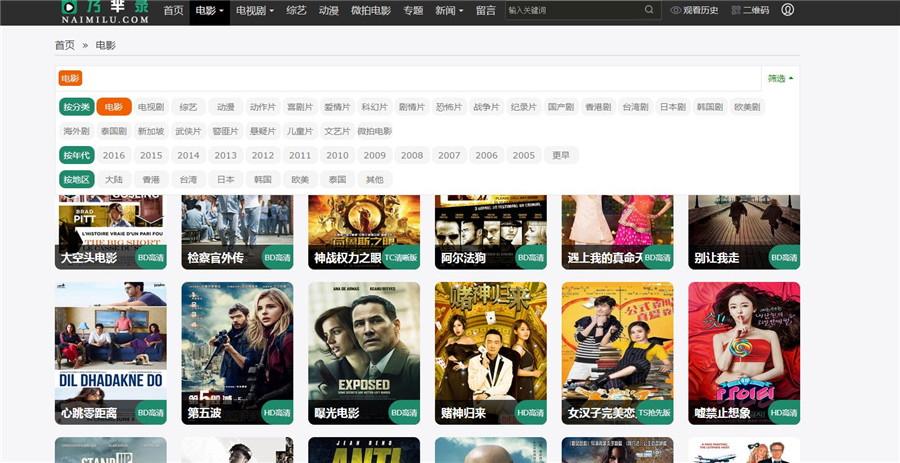 乃芈录
NAIMILU.COM
首页 电影 电视剧 综艺 动漫 微拍电影 专题 新闻 留言 输入关键词 观看历史 二维码
首页 » 电影
电影 筛选
按分类 电影 电视剧 综艺 动漫 动作片 喜剧片 爱情片 科幻片 剧情片 恐怖片 战争片 纪录片 国产剧 香港剧 台湾剧 日本剧 韩国剧 欧美剧
海外剧 泰国剧 新加坡 武侠片 警匪片 悬疑片 儿童片 文艺片 微拍电影
按年代 2016 2015 2014 2013 2012 2011 2010 2009 2008 2007 2006 2005 更早
按地区 大陆 香港 台湾 日本 韩国 欧美 泰国 其他
BRAD
PITT
L'HISTOIRE VRAIE D'UN PARI FOU
THE BIG SHORT
大空头电影 BD高清 检察官外传 BD高清 神战权力之眼 TC清晰版 阿尔法狗 BD高清 遇上我的真命天 BD高清 别让我走 BD高清
DIL DHADAKNE DO
心跳零距离 BD高清
第五波 HD高清
ANA DE ARMAS KEANU REEVES
EXPOSED
曝光电影 BD高清
赌神归来
赌神归来 HD高清
女汉子完美恋 TS抢先版
嘘禁止想象 HD高清
STAND UP
JEAN RENO
ANTI